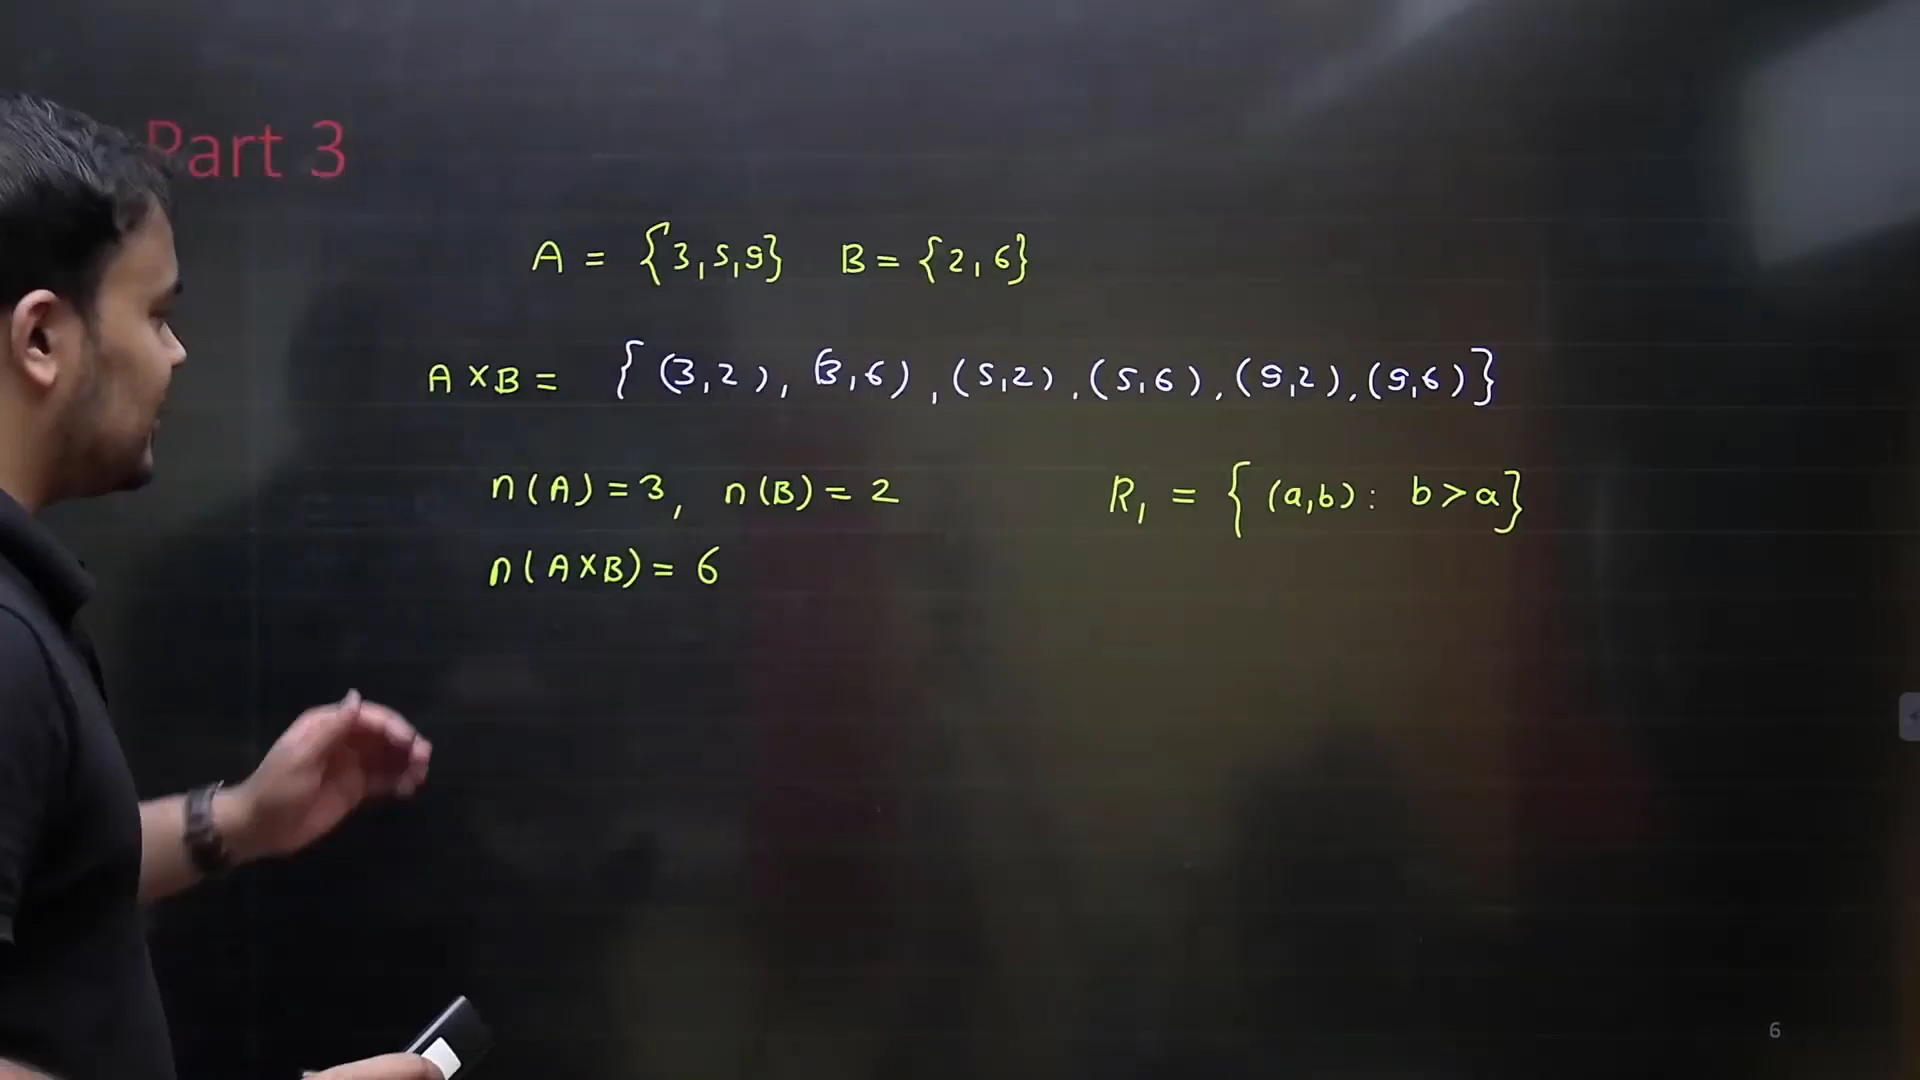 Part 3
A = {3,5,9} B = {2,6}
A×B = { (3,2), (3,6), (5,2), (5,6), (9,2), (9,6)}
n(A) = 3, n(B) = 2 R₁ = { (a,b) : b > a}
n(A×B) = 6
6